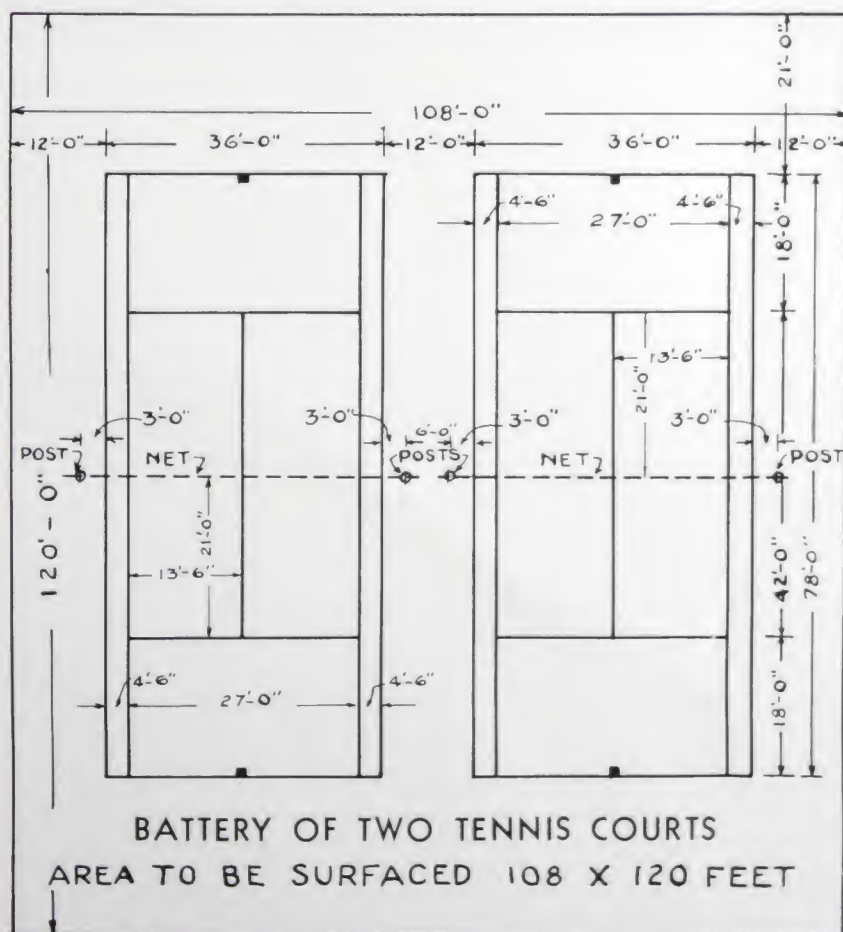 21'-0"
108'-0"
12'-0" 36'-0" 12'-0" 36'-0" 12'-0"
4'-6" 4'-6"
27'-0"
18'-0"
13'-6"
21'-0"
3'-0" 3'-0" 6'-0" 3'-0" 3'-0"
POST NET POSTS NET POST
120'-0"
21'-0"
13'-6"
42'-0" 78'-0"
4'-6" 4'-6"
27'-0"
18'-0"
BATTERY OF TWO TENNIS COURTS
AREA TO BE SURFACED 108 X 120 FEET